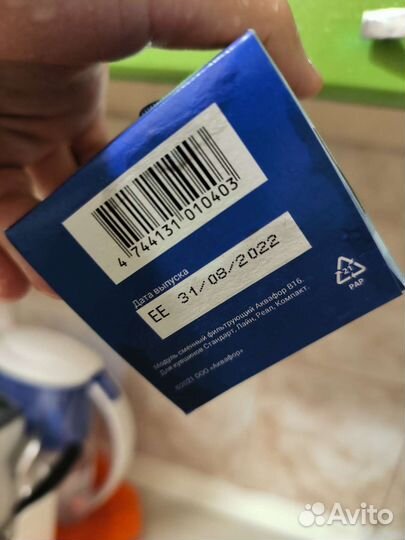 4 744131 010403
Дата выпуска
EE 31/08/2022
Модуль сменный фильтрующий Аквафор В16.
Для кувшинов Стандарт, Лайн, Реал, Компакт.
©2021 ООО «Аквафор»
21
PAP
Avito